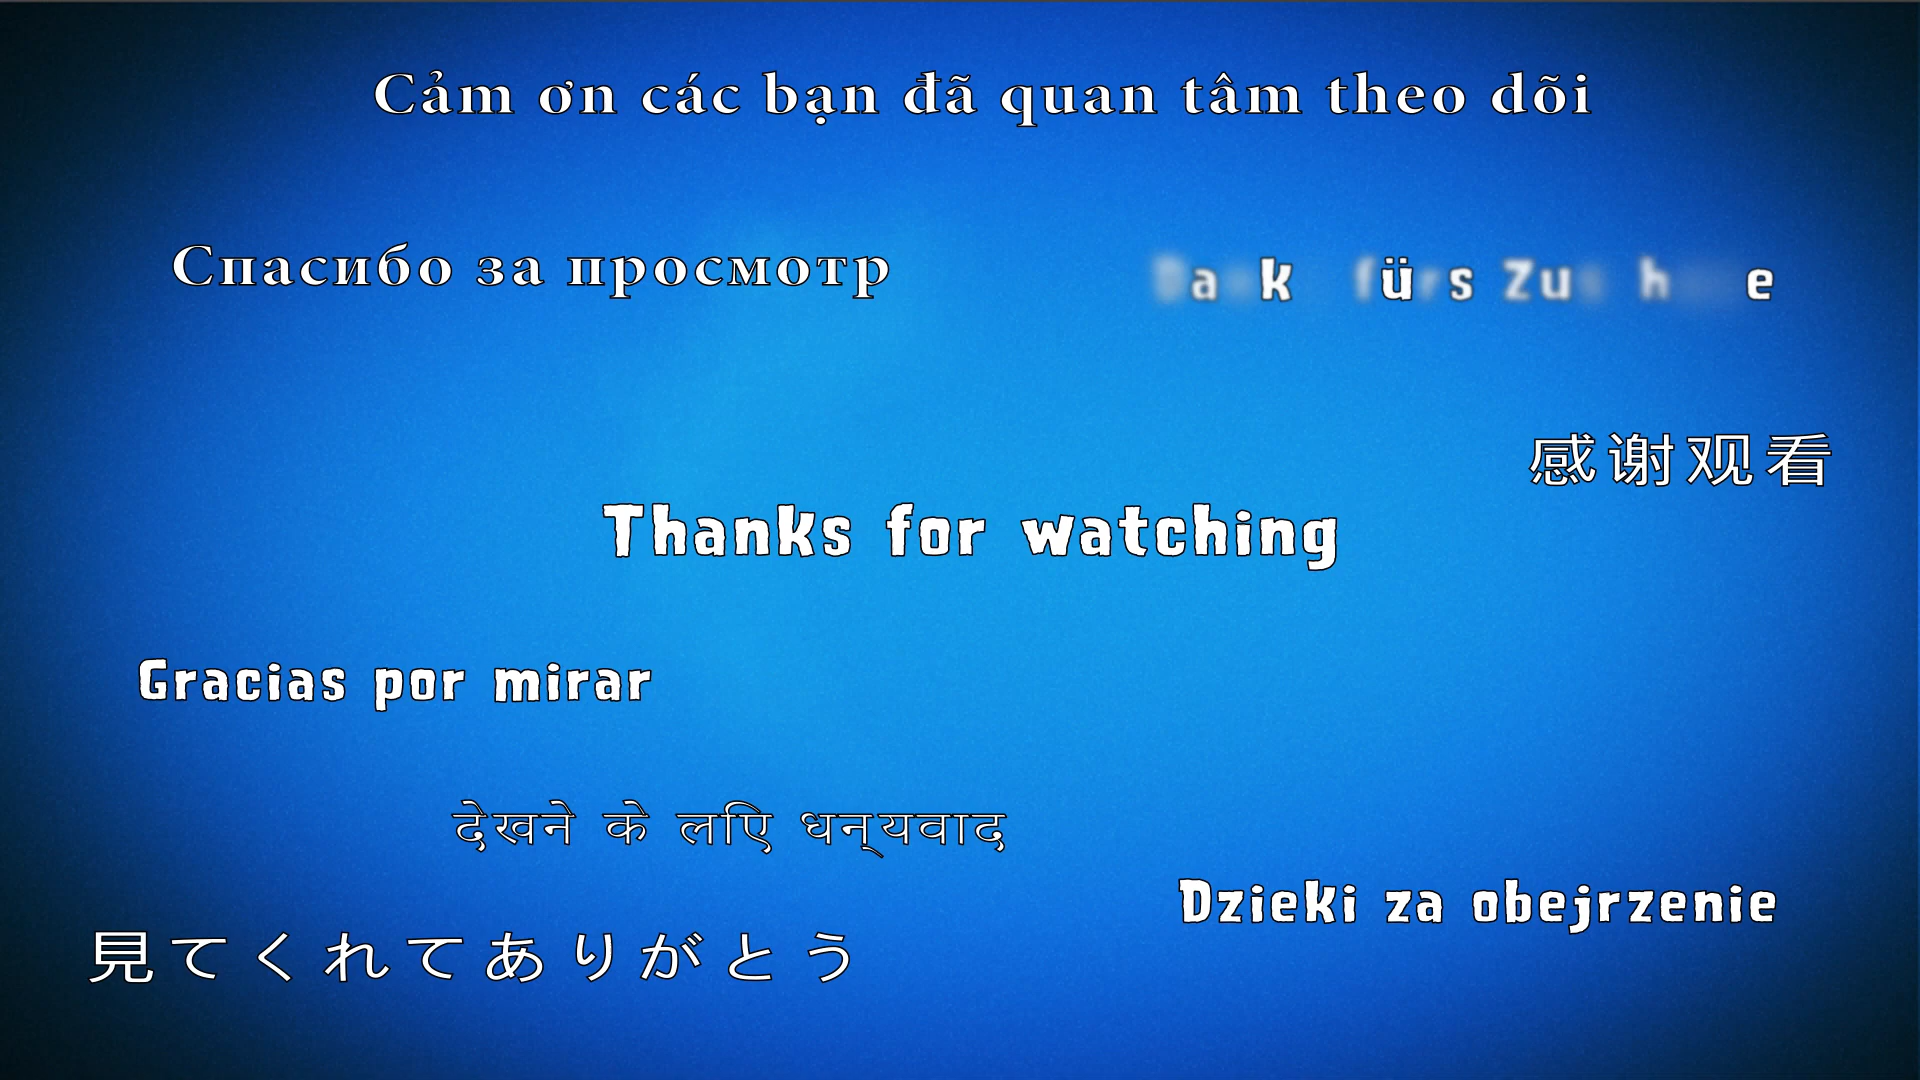 Cảm ơn các bạn đã quan tâm theo dõi
Спасибо за просмотр
fürs
感谢观看
Thanks for watching
Gracias por mirar
देखने के लिए धन्यवाद
Dzieki za obejrzenie
見てくれてありがとう